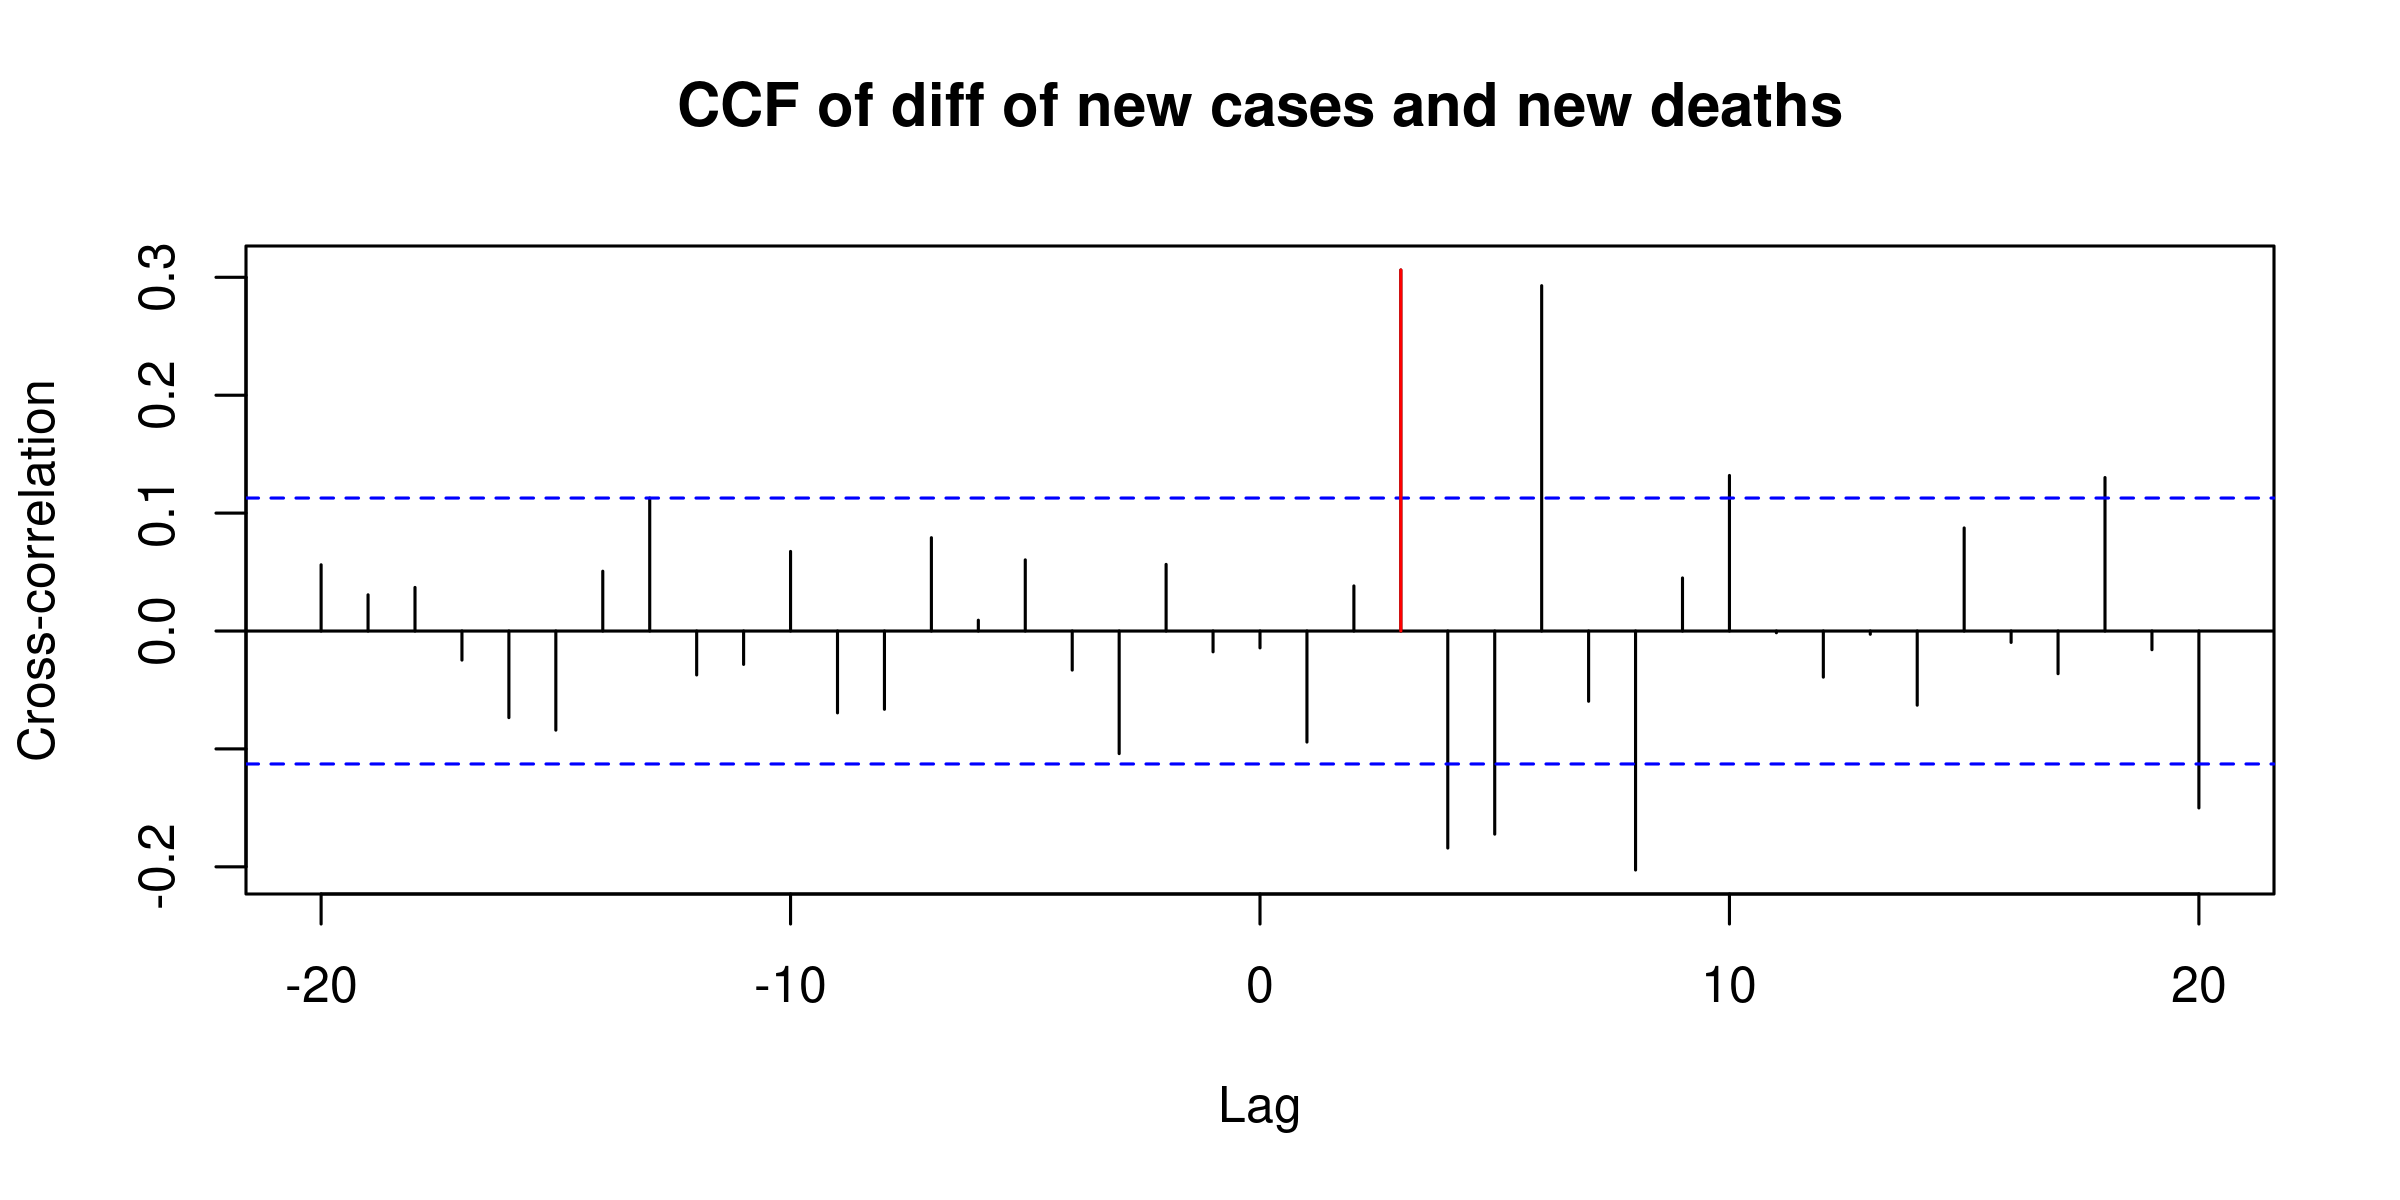 CCF of diff of new cases and new deaths
Cross-correlation
0.3
0.2
0.1
0.0
-0.2
-20 -10 0 10 20
Lag